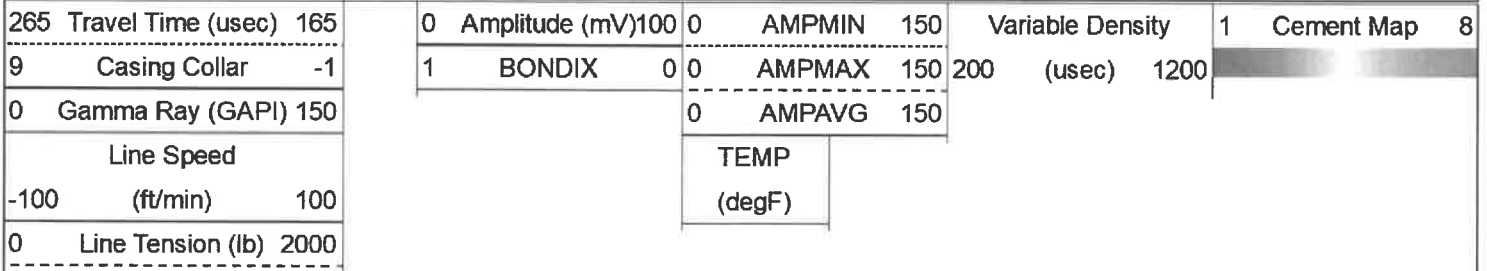 265 Travel Time (usec) 165
9 Casing Collar -1
0 Gamma Ray (GAPI) 150
Line Speed
-100 (ft/min) 100
0 Line Tension (lb) 2000
0 Amplitude (mV)100
1 BONDIX 0
0 AMPMIN 150
0 AMPMAX 150
0 AMPAVG 150
TEMP
(degF)
Variable Density
200 (usec) 1200
1 Cement Map 8